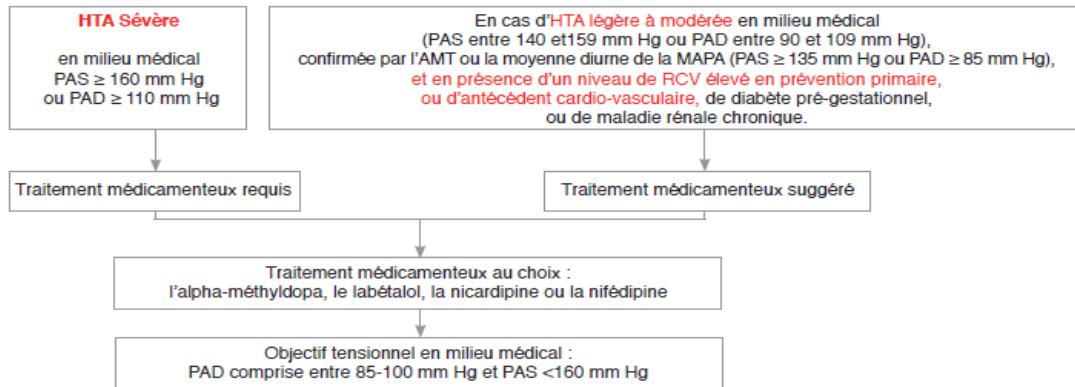 HTA Sévère
en milieu médical
PAS ≥ 160 mm Hg
ou PAD ≥ 110 mm Hg
En cas d'HTA légère à modérée en milieu médical
(PAS entre 140 et159 mm Hg ou PAD entre 90 et 109 mm Hg),
confirmée par l'AMT ou la moyenne diurne de la MAPA (PAS ≥ 135 mm Hg ou PAD ≥ 85 mm Hg),
et en présence d'un niveau de RCV élevé en prévention primaire,
ou d'antécédent cardio-vasculaire, de diabète pré-gestationnel,
ou de maladie rénale chronique.
Traitement médicamenteux requis
Traitement médicamenteux suggéré
Traitement médicamenteux au choix :
l'alpha-méthyldopa, le labétalol, la nicardipine ou la nifédipine
Objectif tensionnel en milieu médical :
PAD comprise entre 85-100 mm Hg et PAS <160 mm Hg